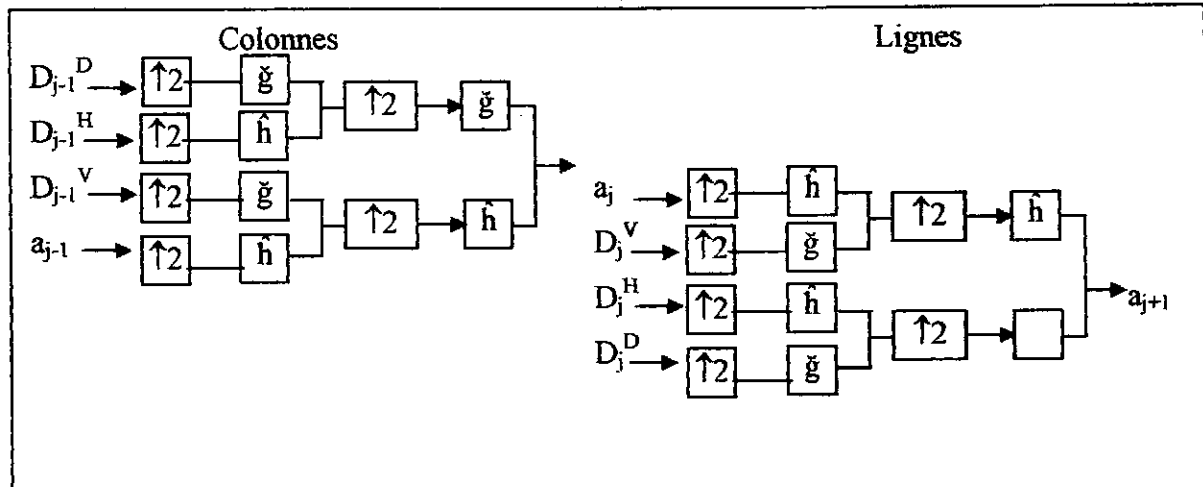 Colonnes
Lignes
D_{j-1}^D ↑2 ğ
↑2 ğ
D_{j-1}^H ↑2 ĥ
D_{j-1}^V ↑2 ğ
↑2 ĥ
a_{j-1} ↑2 ĥ
a_j ↑2 ĥ
↑2 ĥ
D_j^V ↑2 ğ
D_j^H ↑2 ĥ
↑2
D_j^D ↑2 ğ
a_{j+1}